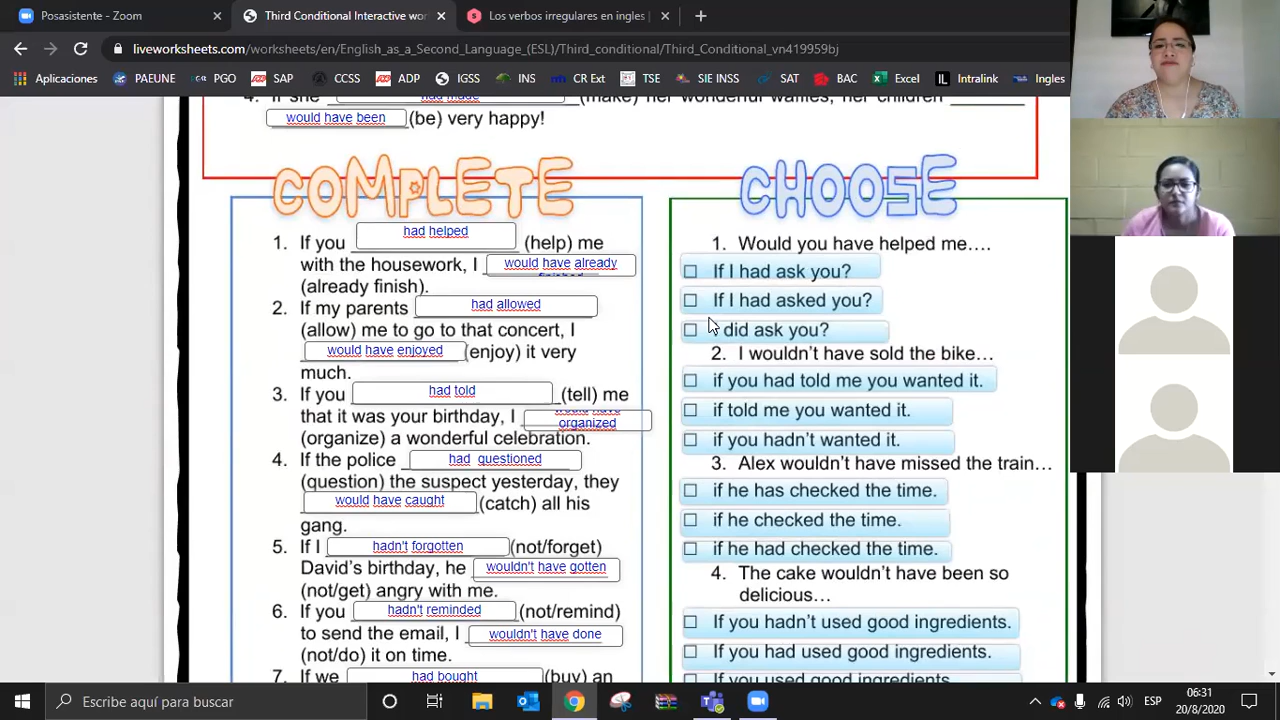 Posasistente - Zoom
Third Conditional Interactive wor
Los verbos irregulares en ingles |
liveworksheets.com/worksheets/en/English_as_a_Second_Language_(ESL)/Third_conditional/Third_Conditional_vn419959bj
Aplicaciones PAEUNE PGO SAP CCSS ADP IGSS INS CR Ext TSE SIE INSS SAT BAC Excel Intralink Ingles
4. If she had made (make) her wonderful waffles, her children
would have been (be) very happy!
COMPLETE
1. If you had helped (help) me
with the housework, I would have already finished
(already finish).
2. If my parents had allowed
(allow) me to go to that concert, I
would have enjoyed (enjoy) it very
much.
3. If you had told (tell) me
that it was your birthday, I would have organized
(organize) a wonderful celebration.
4. If the police had questioned
(question) the suspect yesterday, they
would have caught (catch) all his
gang.
5. If I hadn't forgotten (not/forget)
David's birthday, he wouldn't have gotten
(not/get) angry with me.
6. If you hadn't reminded (not/remind)
to send the email, I wouldn't have done
(not/do) it on time.
7. If we had bought (buy) an
CHOOSE
1. Would you have helped me….
If I had ask you?
If I had asked you?
did ask you?
2. I wouldn't have sold the bike…
if you had told me you wanted it.
if told me you wanted it.
if you hadn't wanted it.
3. Alex wouldn't have missed the train…
if he has checked the time.
if he checked the time.
if he had checked the time.
4. The cake wouldn't have been so
delicious…
If you hadn't used good ingredients.
If you had used good ingredients.
If you used good ingredients.
Escribe aquí para buscar
ESP
06:31
20/8/2020